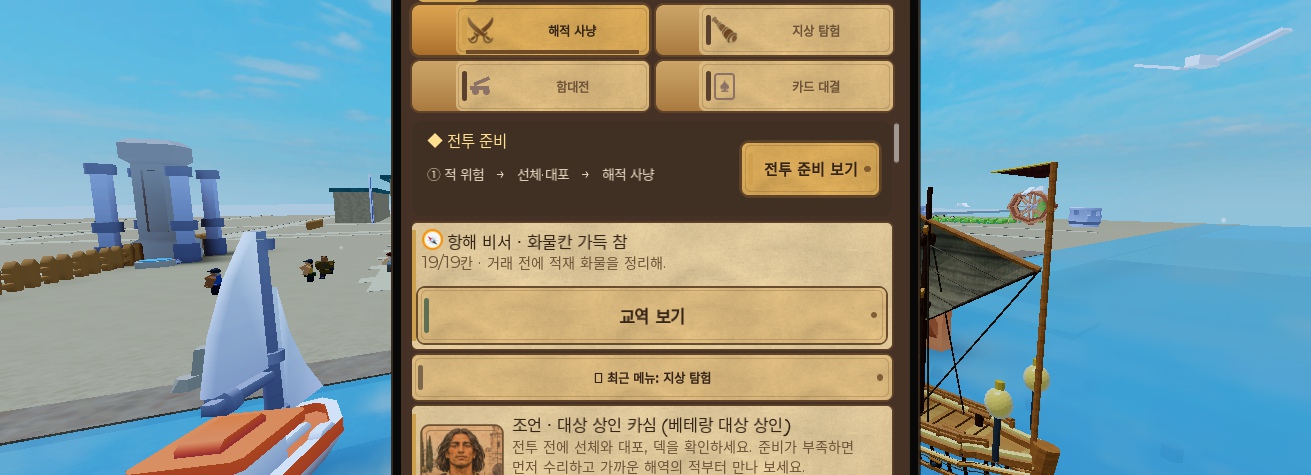 해적 사냥
지상 탐험
함대전
카드 대결
◆ 전투 준비
① 적 위험 → 선체·대포 → 해적 사냥
전투 준비 보기
항해 비서 · 화물칸 가득 참
19/19칸 · 거래 전에 적재 화물을 정리해.
교역 보기
최근 메뉴: 지상 탐험
조언 · 대상 상인 카심 (베테랑 대상 상인)
전투 전에 선체와 대포, 덱을 확인하세요. 준비가 부족하면
먼저 수리하고 가까운 해역의 적부터 만나 보세요.